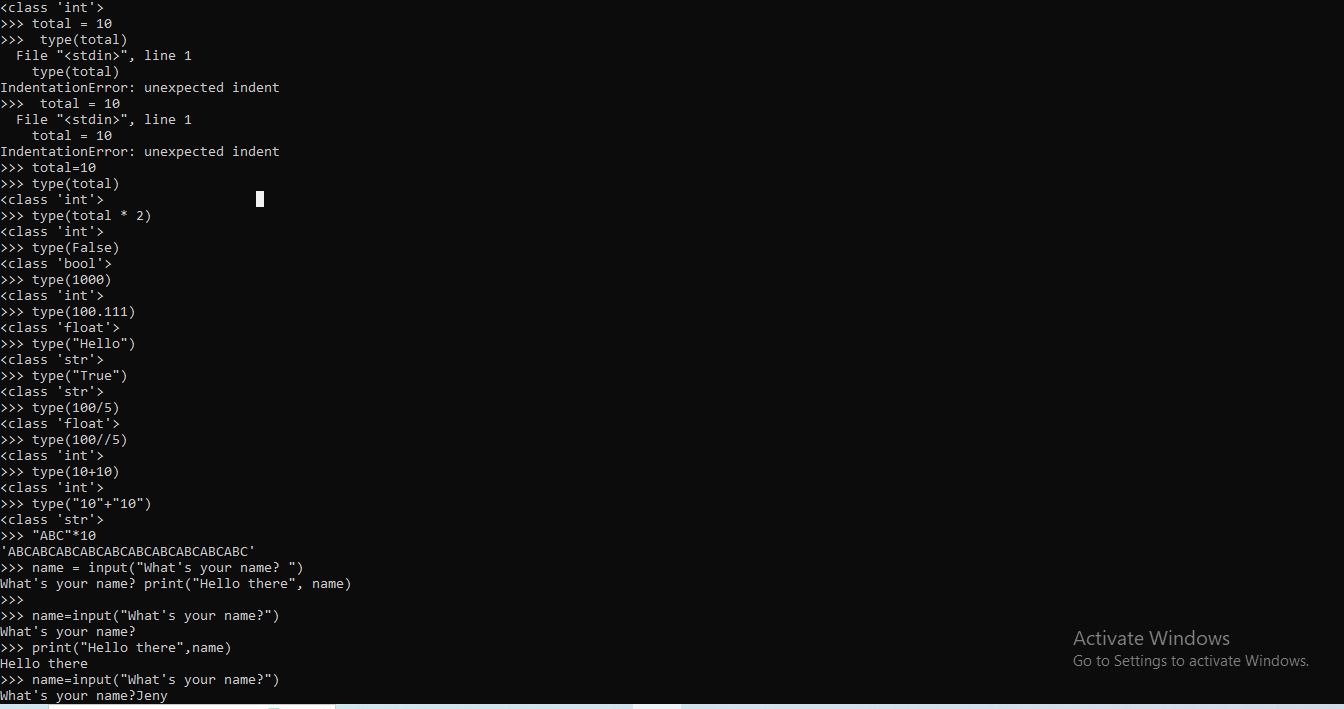 <class 'int'>
>>> total = 10
>>>  type(total)
  File "<stdin>", line 1
    type(total)
IndentationError: unexpected indent
>>>  total = 10
  File "<stdin>", line 1
    total = 10
IndentationError: unexpected indent
>>> total=10
>>> type(total)
<class 'int'>
>>> type(total * 2)
<class 'int'>
>>> type(False)
<class 'bool'>
>>> type(1000)
<class 'int'>
>>> type(100.111)
<class 'float'>
>>> type("Hello")
<class 'str'>
>>> type("True")
<class 'str'>
>>> type(100/5)
<class 'float'>
>>> type(100//5)
<class 'int'>
>>> type(10+10)
<class 'int'>
>>> type("10"+"10")
<class 'str'>
>>> "ABC"*10
'ABCABCABCABCABCABCABCABCABCABC'
>>> name = input("What's your name? ")
What's your name? print("Hello there", name)
>>>
>>> name=input("What's your name?")
What's your name?
>>> print("Hello there",name)
Hello there
>>> name=input("What's your name?")
What's your name?Jeny
Activate Windows
Go to Settings to activate Windows.